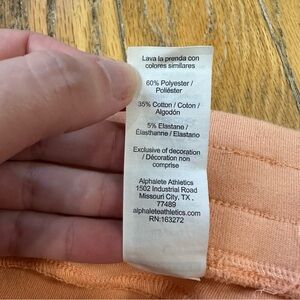 Lava la prenda con
colores similares
60% Polyester /
Poliéster
35% Cotton / Coton /
Algodón
5% Elastane /
Élasthanne / Elastano
Exclusive of decoration
/ Décoration non
comprise
Alphalete Athletics
1502 Industrial Road
Missouri City, TX ,
77489
alphaleteathletics.com
RN:163272